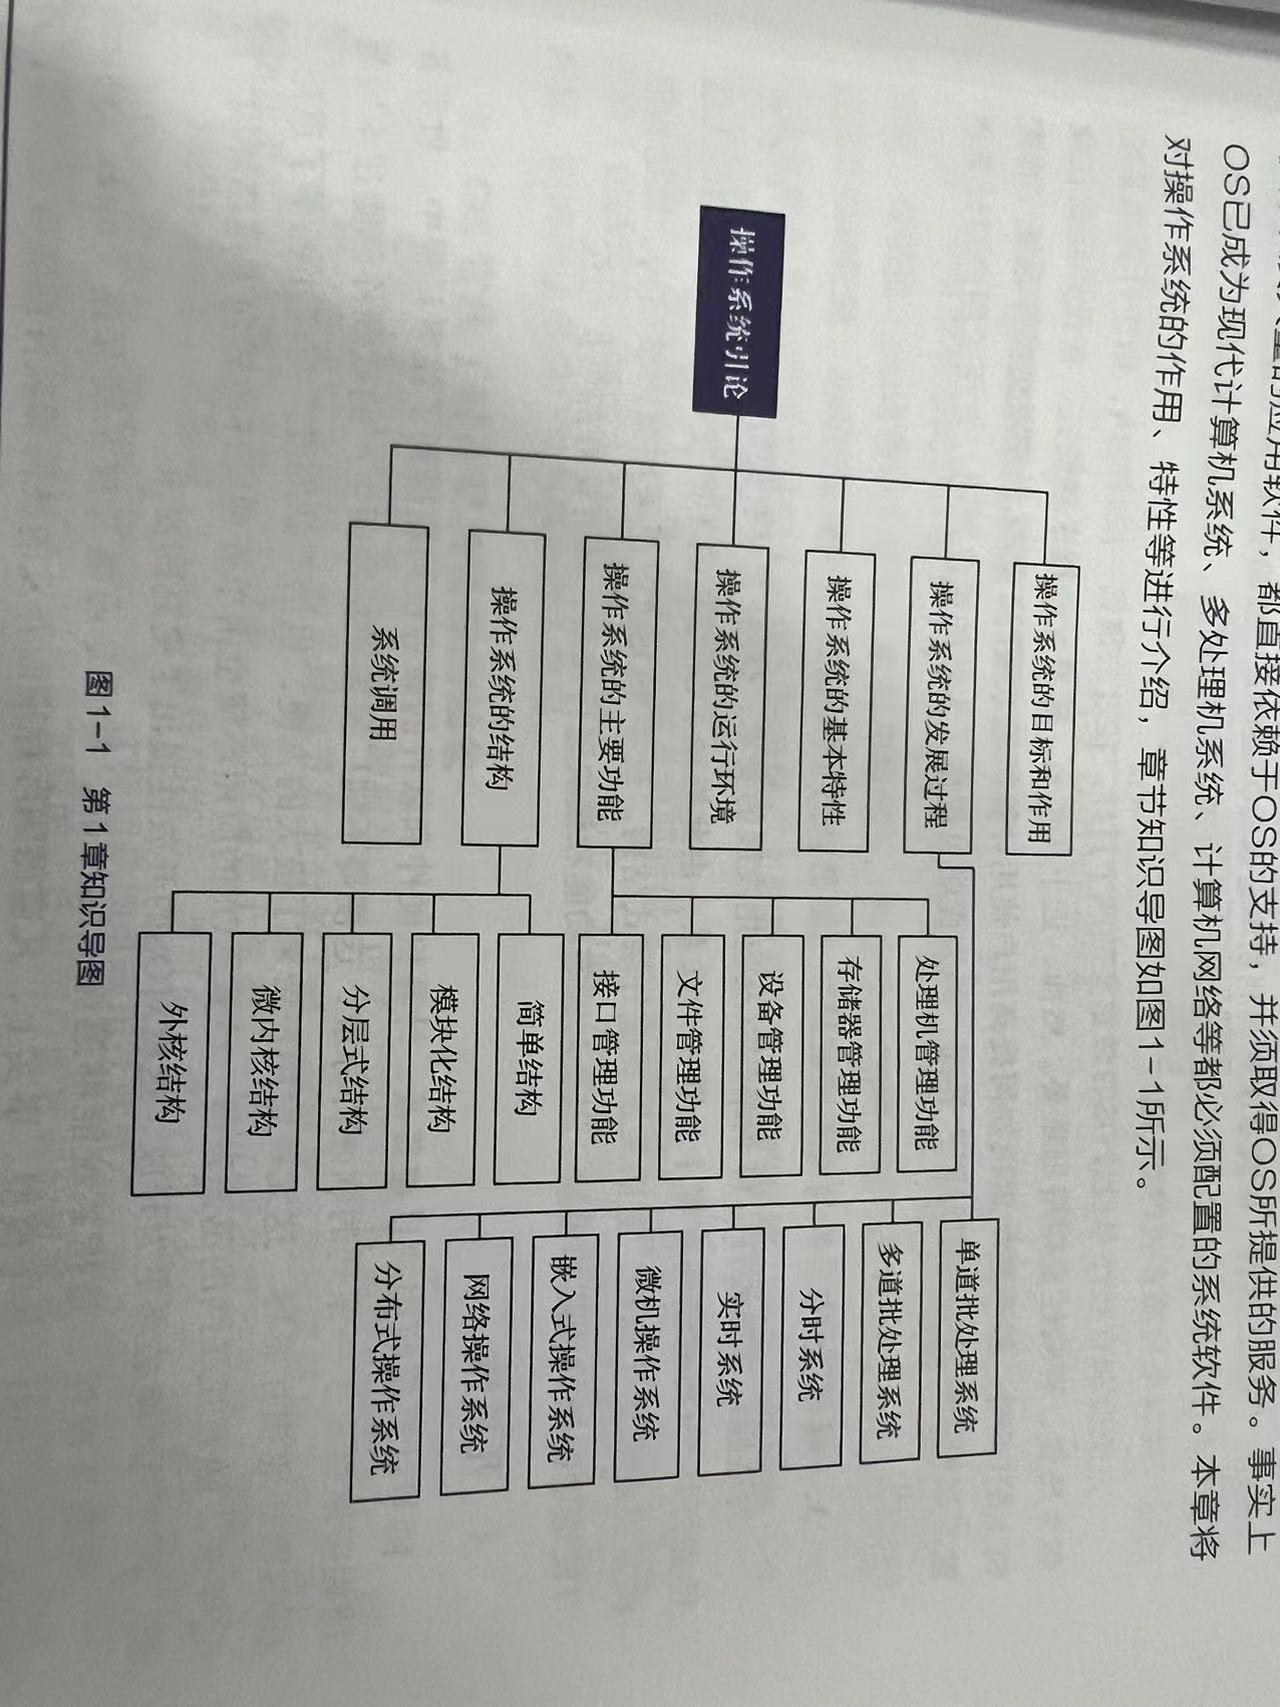 量的应用软件，都直接依赖于OS的支持，并须取得OS所提供的服务。事实上
OS已成为现代计算机系统、多处理机系统、计算机网络等都必须配置的系统软件。本章将
对操作系统的作用、特性等进行介绍，章节知识导图如图1-1所示。
操作系统引论
操作系统的目标和作用
操作系统的发展过程
操作系统的基本特性
操作系统的运行环境
操作系统的主要功能
操作系统的结构
系统调用
处理机管理功能
存储器管理功能
设备管理功能
文件管理功能
接口管理功能
简单结构
模块化结构
分层式结构
微内核结构
外核结构
单道批处理系统
多道批处理系统
分时系统
实时系统
微机操作系统
嵌入式操作系统
网络操作系统
分布式操作系统
图1-1 第1章知识导图